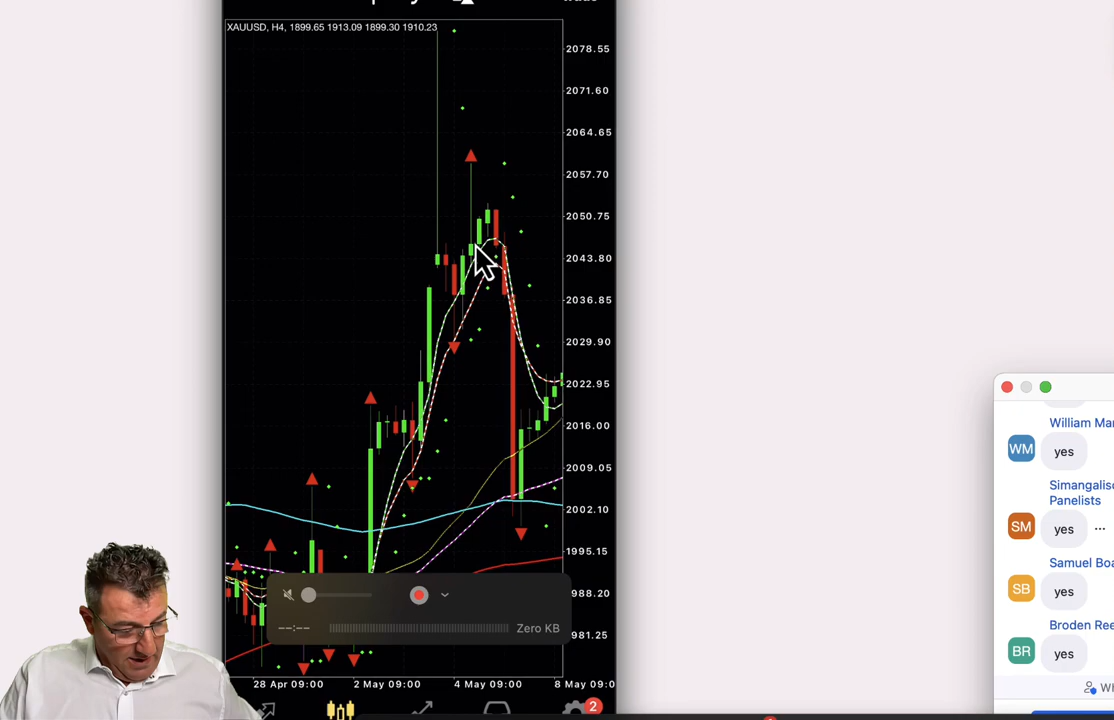 XAUUSD, H4, 1899.65 1913.09 1899.30 1910.23
2078.55
2071.60
2064.65
2057.70
2050.75
2043.80
2036.85
2029.90
2022.95
2016.00
2009.05
2002.10
1995.15
988.20
981.25
--:--
Zero KB
28 Apr 09:00
2 May 09:00
4 May 09:00
8 May 09:0
2
William Ma
WM
yes
Simangalis
Panelists
SM
yes
...
Samuel Boa
SB
yes
Broden Ree
BR
yes